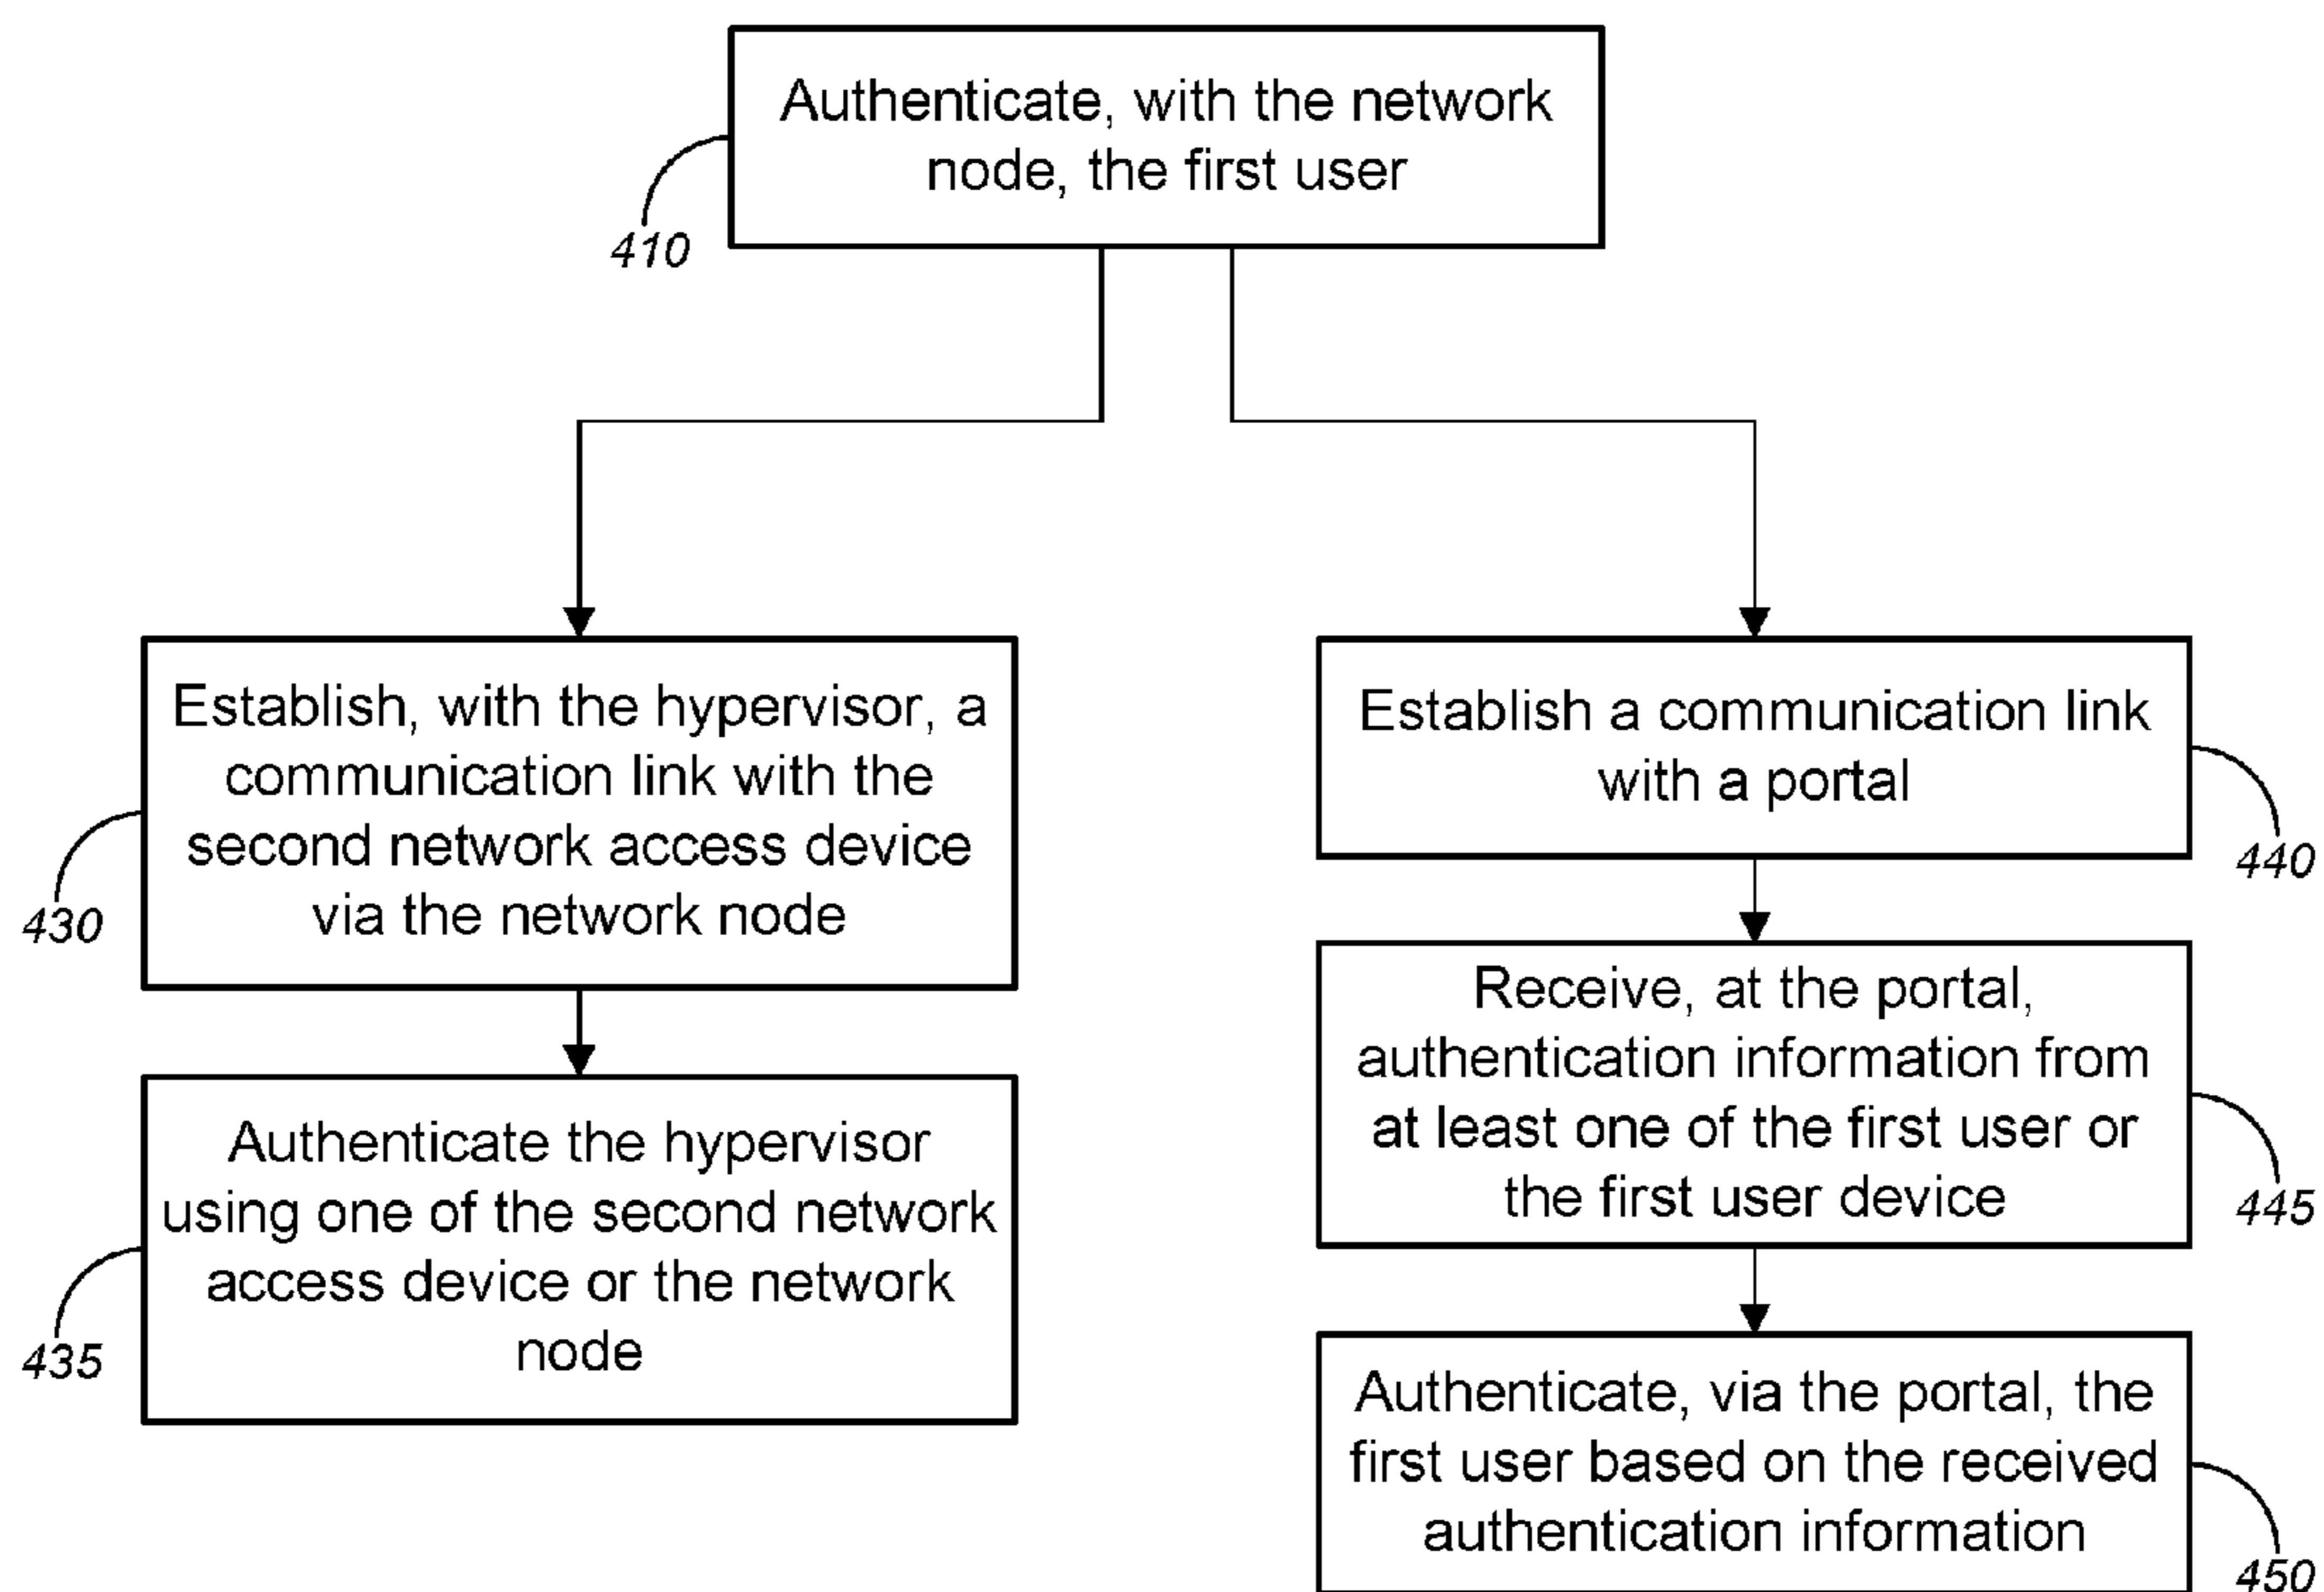 Authenticate, with the network
node, the first user
410
Establish, with the hypervisor, a
communication link with the
second network access device
via the network node
430
Authenticate the hypervisor
using one of the second network
access device or the network
node
435
Establish a communication link
with a portal
440
Receive, at the portal,
authentication information from
at least one of the first user or
the first user device
445
Authenticate, via the portal, the
first user based on the received
authentication information
450